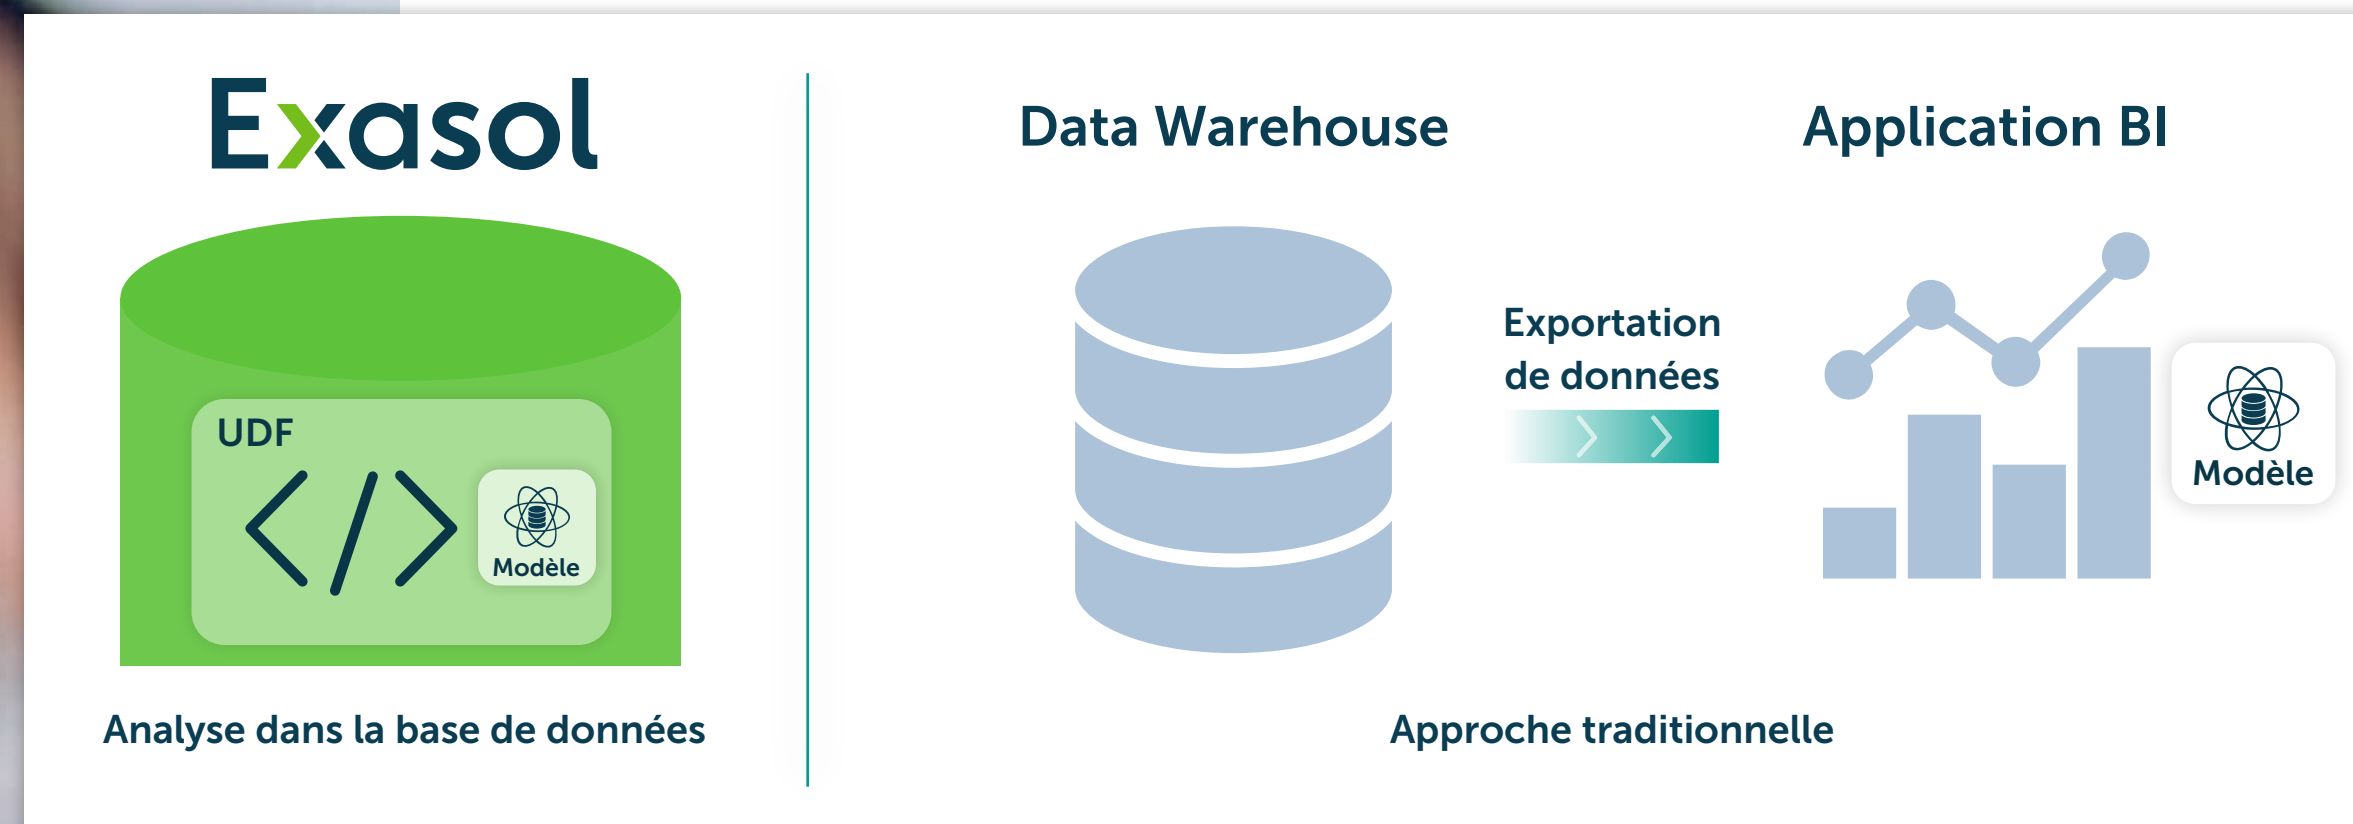 Exasol
UDF
</>
Modèle
Analyse dans la base de données
Data Warehouse
Application BI
Exportation
de données
Modèle
Approche traditionnelle